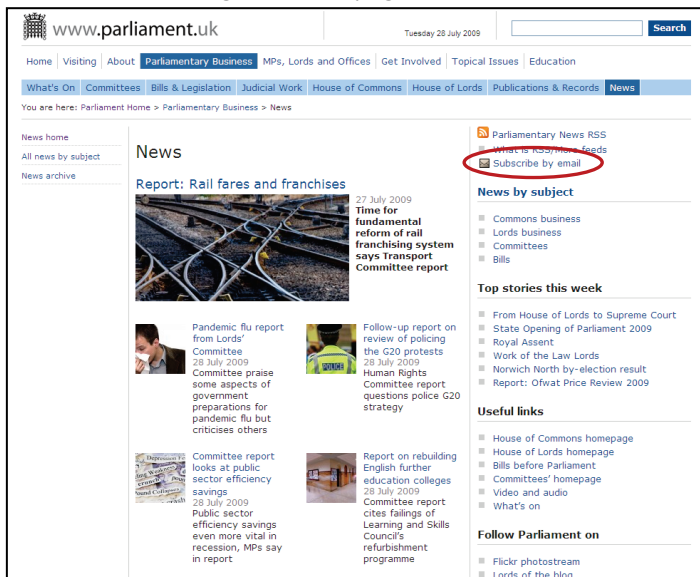 www.parliament.uk
Tuesday 28 July 2009
Search
Home Visiting About Parliamentary Business MPs, Lords and Offices Get Involved Topical Issues Education
What's On Committees Bills & Legislation Judicial Work House of Commons House of Lords Publications & Records News
You are here: Parliament Home > Parliamentary Business > News
News home
All news by subject
News archive
News
Report: Rail fares and franchises
27 July 2009
Time for
fundamental
reform of rail
franchising system
says Transport
Committee report
Pandemic flu report
from Lords'
Committee
28 July 2009
Committee praise
some aspects of
government
preparations for
pandemic flu but
criticises others
POLICE
Follow-up report on
review of policing
the G20 protests
28 July 2009
Human Rights
Committee report
questions police G20
strategy
Committee report
looks at public
sector efficiency
savings
28 July 2009
Public sector
efficiency savings
even more vital in
recession, MPs say
in report
Report on rebuilding
English further
education colleges
28 July 2009
Committee report
cites failings of
Learning and Skills
Council's
refurbishment
programme
Parliamentary News RSS
What is RSS/More feeds
Subscribe by email
News by subject
Commons business
Lords business
Committees
Bills
Top stories this week
From House of Lords to Supreme Court
State Opening of Parliament 2009
Royal Assent
Work of the Law Lords
Norwich North by-election result
Report: Ofwat Price Review 2009
Useful links
House of Commons homepage
House of Lords homepage
Bills before Parliament
Committees' homepage
Video and audio
What's on
Follow Parliament on
Flickr photostream
Lords of the blog